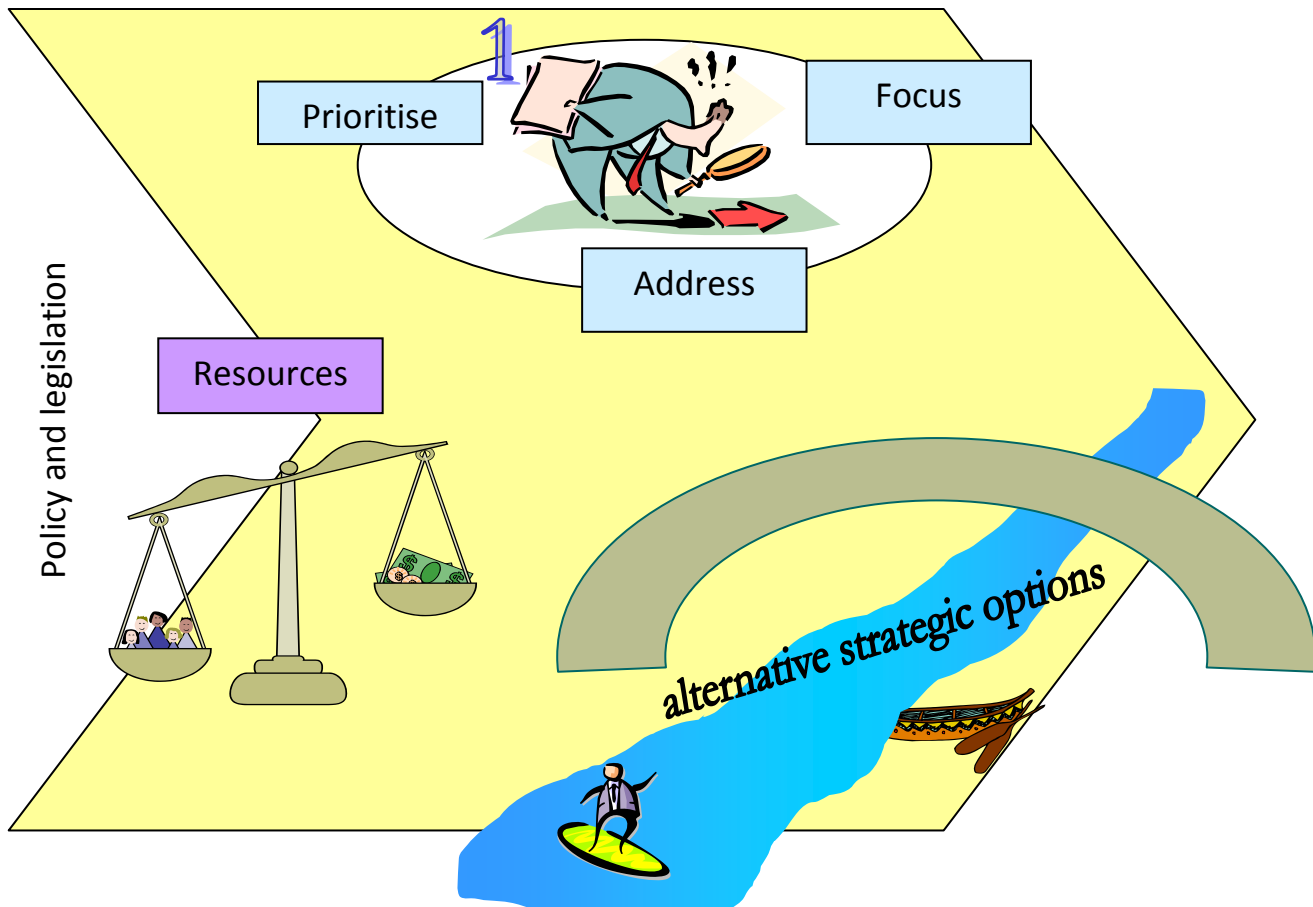 1
Prioritise
Focus
Address
Policy and legislation
Resources
alternative strategic options